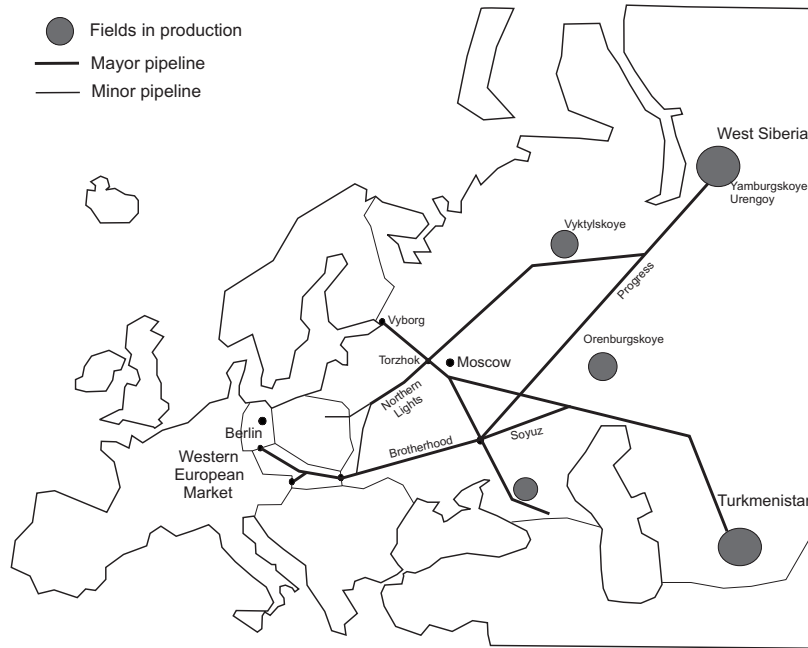 Fields in production
Mayor pipeline
Minor pipeline
West Siberia
Yamburgskoye
Urengoy
Vyktylskoye
Progress
Vyborg
Orenburgskoye
Torzhok
Moscow
Northern
Lights
Berlin
Brotherhood
Soyuz
Western
European
Market
Turkmenistan